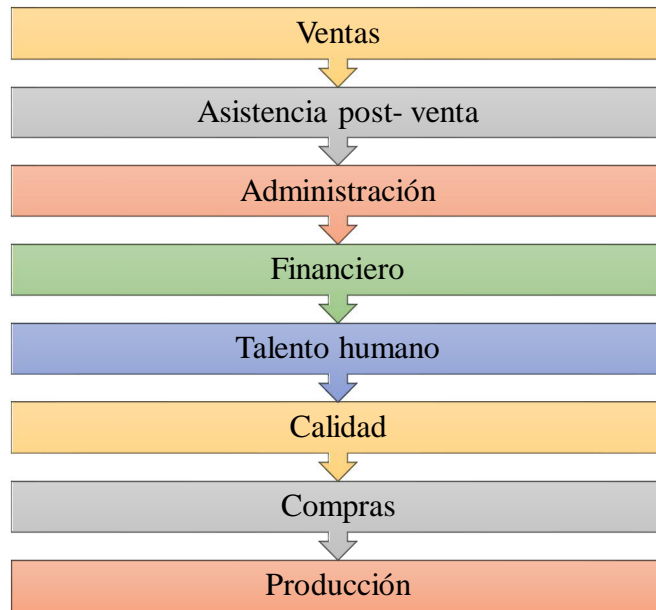 Ventas
Asistencia post- venta
Administración
Financiero
Talento humano
Calidad
Compras
Producción